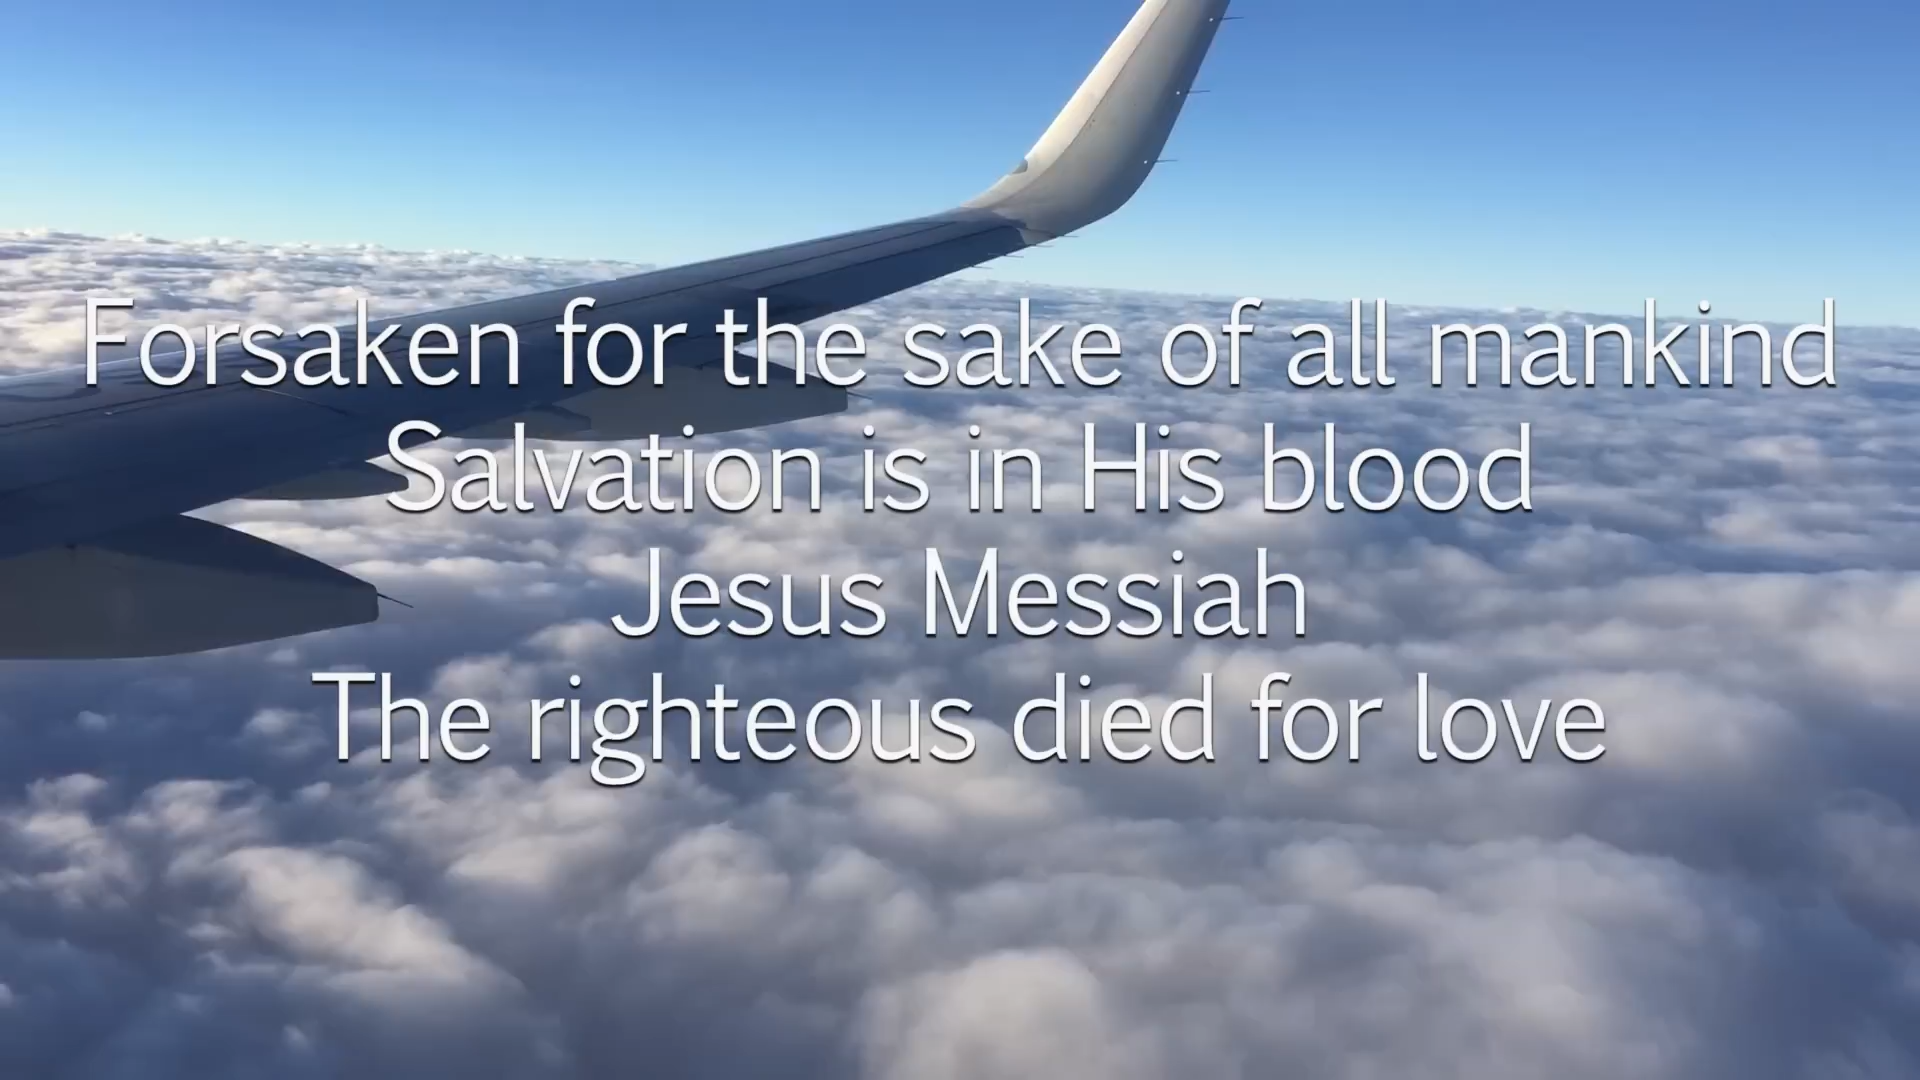 Forsaken for the sake of all mankind
Salvation is in His blood
Jesus Messiah
The righteous died for love